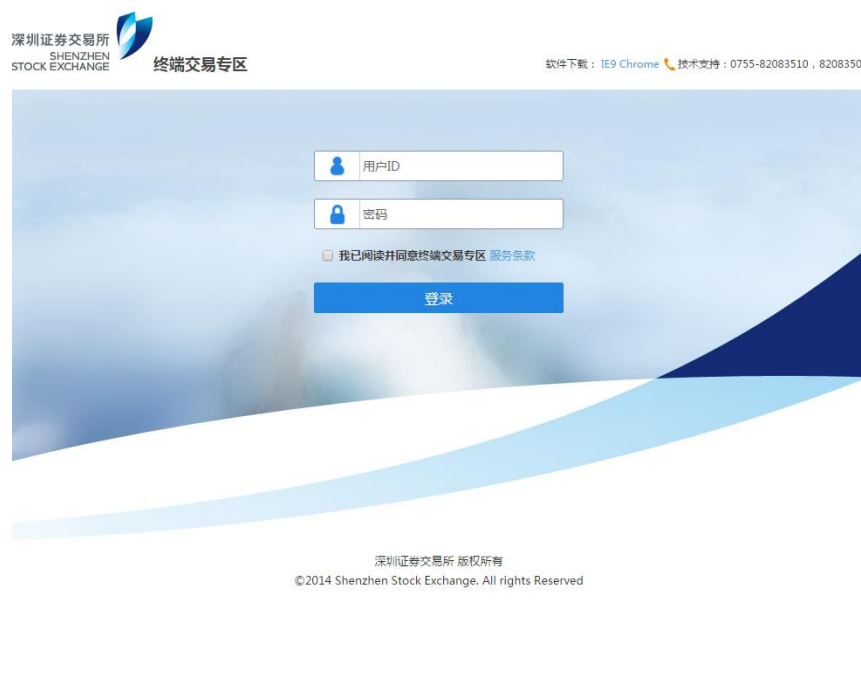 深圳证券交易所
SHENZHEN
STOCK EXCHANGE
终端交易专区
软件下载： IE9 Chrome 技术支持：0755-82083510，8208350
用户ID
密码
我已阅读并同意终端交易专区 服务条款
登录
深圳证券交易所 版权所有
©2014 Shenzhen Stock Exchange. All rights Reserved